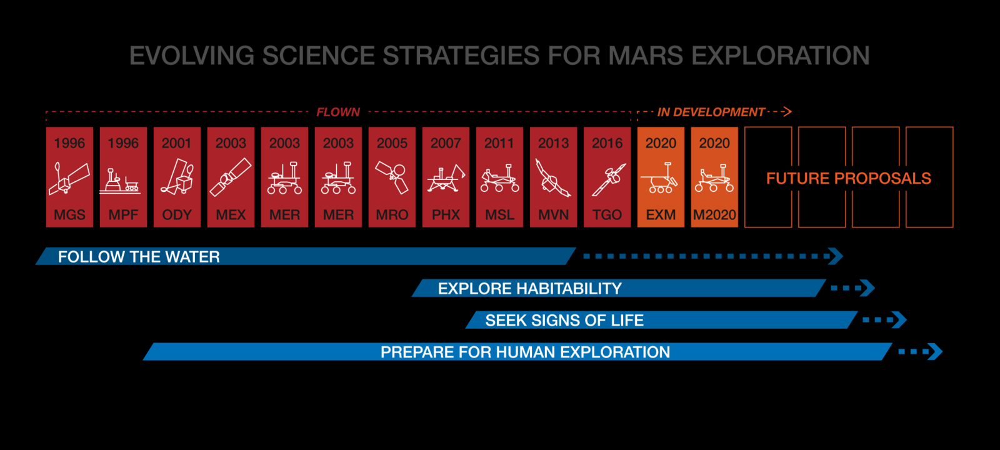 EVOLVING SCIENCE STRATEGIES FOR MARS EXPLORATION
FLOWN
IN DEVELOPMENT
1996 1996 2001 2003 2003 2003 2005 2007 2011 2013 2016 2020 2020
FUTURE PROPOSALS
MGS MPF ODY MEX MER MER MRO PHX MSL MVN TGO EXM M2020
FOLLOW THE WATER
EXPLORE HABITABILITY
SEEK SIGNS OF LIFE
PREPARE FOR HUMAN EXPLORATION